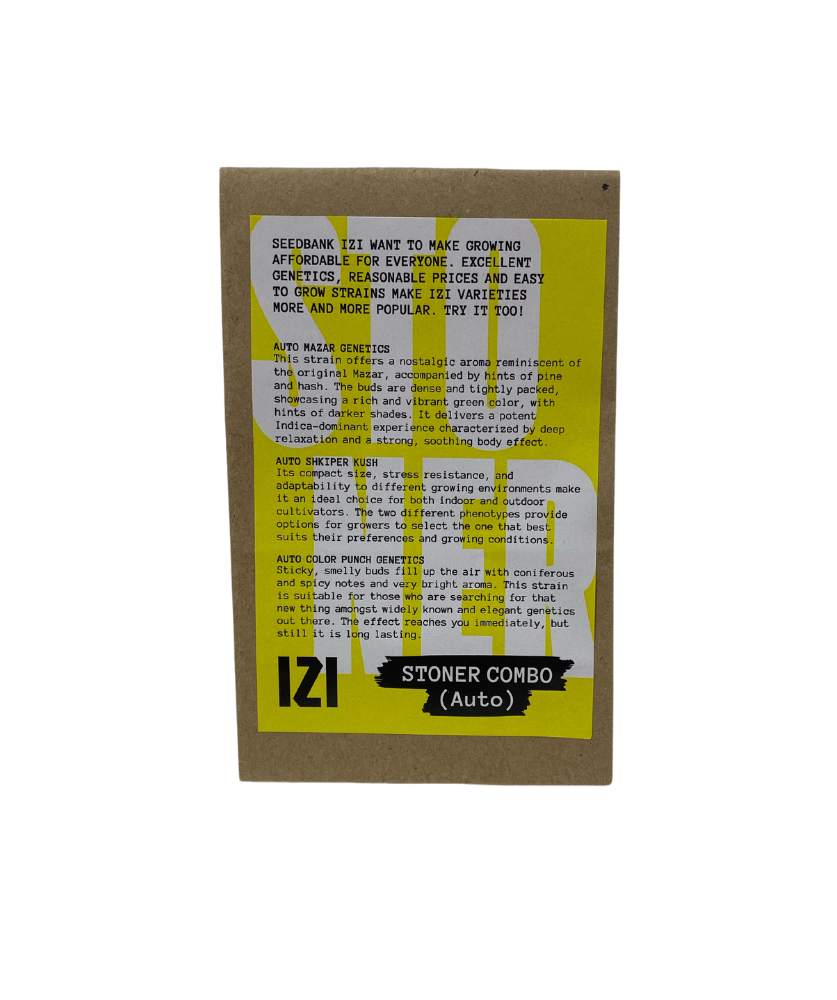 STONER
SEEDBANK IZI WANT TO MAKE GROWING
AFFORDABLE FOR EVERYONE. EXCELLENT
GENETICS, REASONABLE PRICES AND EASY
TO GROW STRAINS MAKE IZI VARIETIES
MORE AND MORE POPULAR. TRY IT TOO!
AUTO MAZAR GENETICS
This strain offers a nostalgic aroma reminiscent of
the original Mazar, accompanied by hints of pine
and hash. The buds are dense and tightly packed,
showcasing a rich and vibrant green color, with
hints of darker shades. It delivers a potent
Indica-dominant experience characterized by deep
relaxation and a strong, soothing body effect.
AUTO SHKIPER KUSH
Its compact size, stress resistance, and
adaptability to different growing environments make
it an ideal choice for both indoor and outdoor
cultivators. The two different phenotypes provide
options for growers to select the one that best
suits their preferences and growing conditions.
AUTO COLOR PUNCH GENETICS
Sticky, smelly buds fill up the air with coniferous
and spicy notes and very bright aroma. This strain
is suitable for those who are searching for that
new thing amongst widely known and elegant genetics
out there. The effect reaches you immediately, but
still it is long lasting.
IZI
STONER COMBO
(Auto)